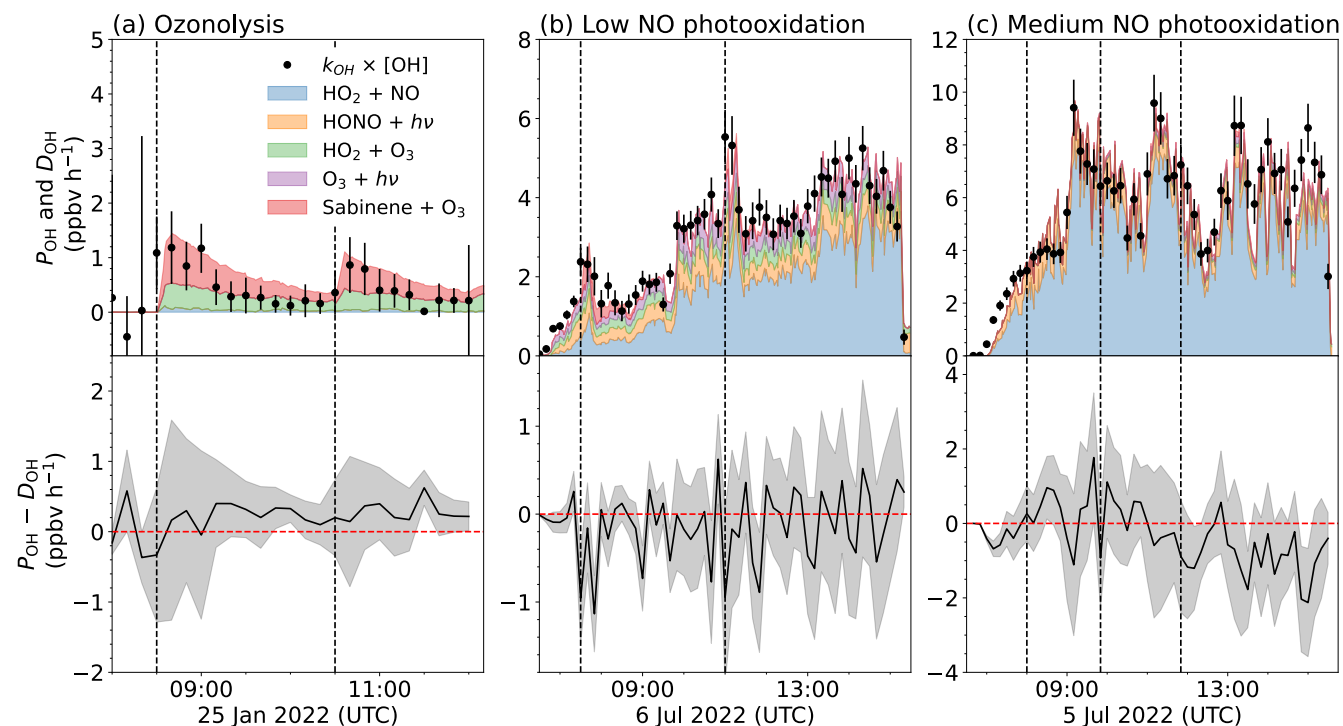 (a) Ozonolysis
(b) Low NO photooxidation
(c) Medium NO photooxidation
P_OH and D_OH
(ppbv h⁻¹)
5
4
3
2
1
0
k_OH × [OH]
HO₂ + NO
HONO + hν
HO₂ + O₃
O₃ + hν
Sabinene + O₃
8
6
4
2
0
12
10
8
6
4
2
0
P_OH − D_OH
(ppbv h⁻¹)
2
1
0
−1
−2
1
0
−1
4
2
0
−2
−4
09:00
11:00
25 Jan 2022 (UTC)
09:00
13:00
6 Jul 2022 (UTC)
09:00
13:00
5 Jul 2022 (UTC)